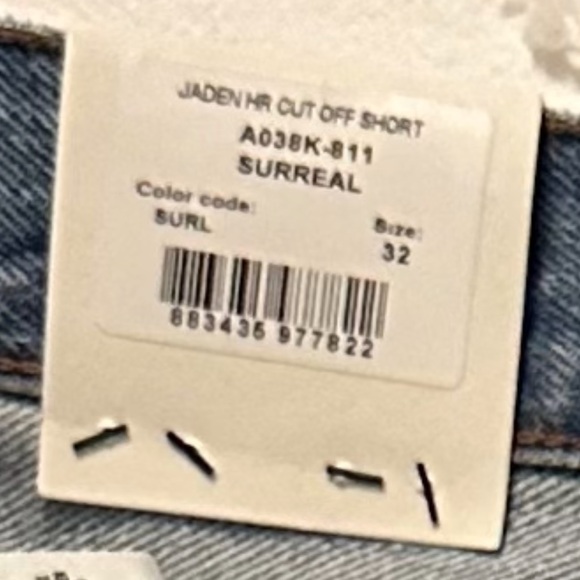 JADEN HR CUT OFF SHORT
A038K-811
SURREAL
Color code:
SURL
Size:
32
883435 977822